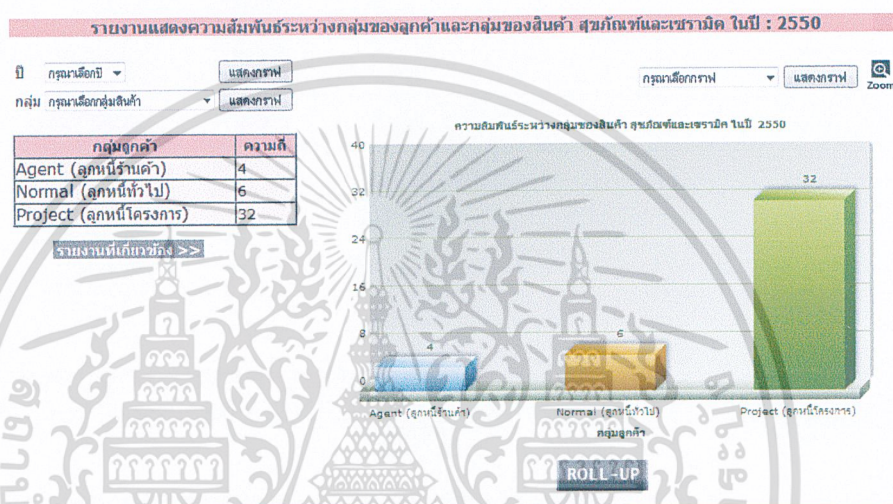 รายงานแสดงความสัมพันธ์ระหว่างกลุ่มของลูกค้าและกลุ่มของสินค้า สุขภัณฑ์และเซรามิค ในปี : 2550
ปี กรุณาเลือกปี แสดงกราฟ
กลุ่ม กรุณาเลือกกลุ่มสินค้า แสดงกราฟ
กรุณาเลือกกราฟ แสดงกราฟ Zoom
กลุ่มลูกค้า ความถี่
Agent (ลูกหนี้ร้านค้า) 4
Normal (ลูกหนี้ทั่วไป) 6
Project (ลูกหนี้โครงการ) 32
รายงานที่เกี่ยวข้อง >>
ความสัมพันธ์ระหว่างกลุ่มของสินค้า สุขภัณฑ์และเซรามิค ในปี 2550
40
32
24
16
8
0
4
6
32
Agent (ลูกหนี้ร้านค้า) Normal (ลูกหนี้ทั่วไป) Project (ลูกหนี้โครงการ)
กลุ่มลูกค้า
ROLL-UP